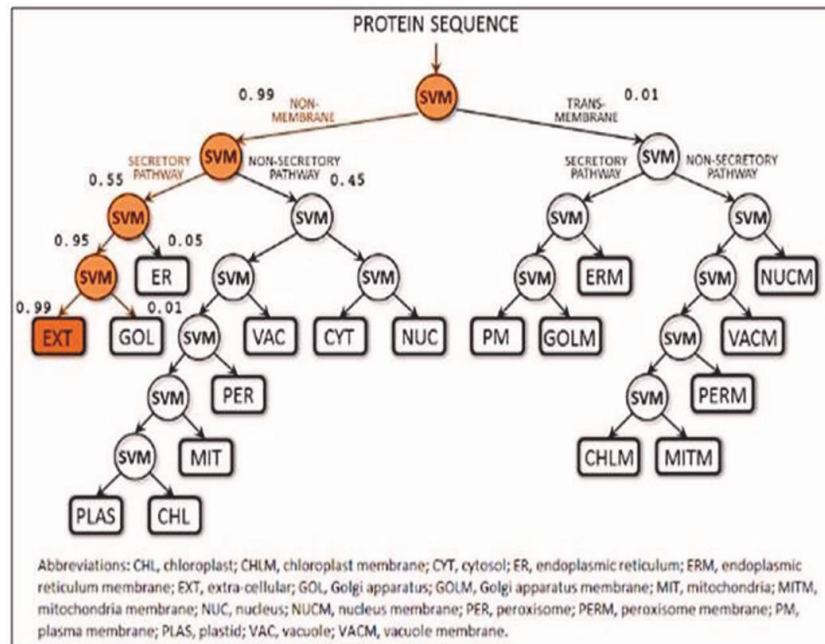 PROTEIN SEQUENCE
0.99
NON-
MEMBRANE
SVM
TRANS-
MEMBRANE
0.01
SVM
SVM
SECRETORY
PATHWAY
NON-SECRETORY
PATHWAY
SECRETORY
PATHWAY
NON-SECRETORY
PATHWAY
0.55
0.45
SVM
SVM
SVM
SVM
0.95
0.05
SVM
ER
SVM
SVM
SVM
ERM
SVM
NUCM
0.99
0.01
EXT
GOL
SVM
VAC
CYT
NUC
PM
GOLM
SVM
VACM
SVM
PER
SVM
PERM
SVM
MIT
CHLM
MITM
PLAS
CHL
Abbreviations: CHL, chloroplast; CHLM, chloroplast membrane; CYT, cytosol; ER, endoplasmic reticulum; ERM, endoplasmic
reticulum membrane; EXT, extra-cellular; GOL, Golgi apparatus; GOLM, Golgi apparatus membrane; MIT, mitochondria; MITM,
mitochondria membrane; NUC, nucleus; NUCM, nucleus membrane; PER, peroxisome; PERM, peroxisome membrane; PM,
plasma membrane; PLAS, plastid; VAC, vacuole; VACM, vacuole membrane.